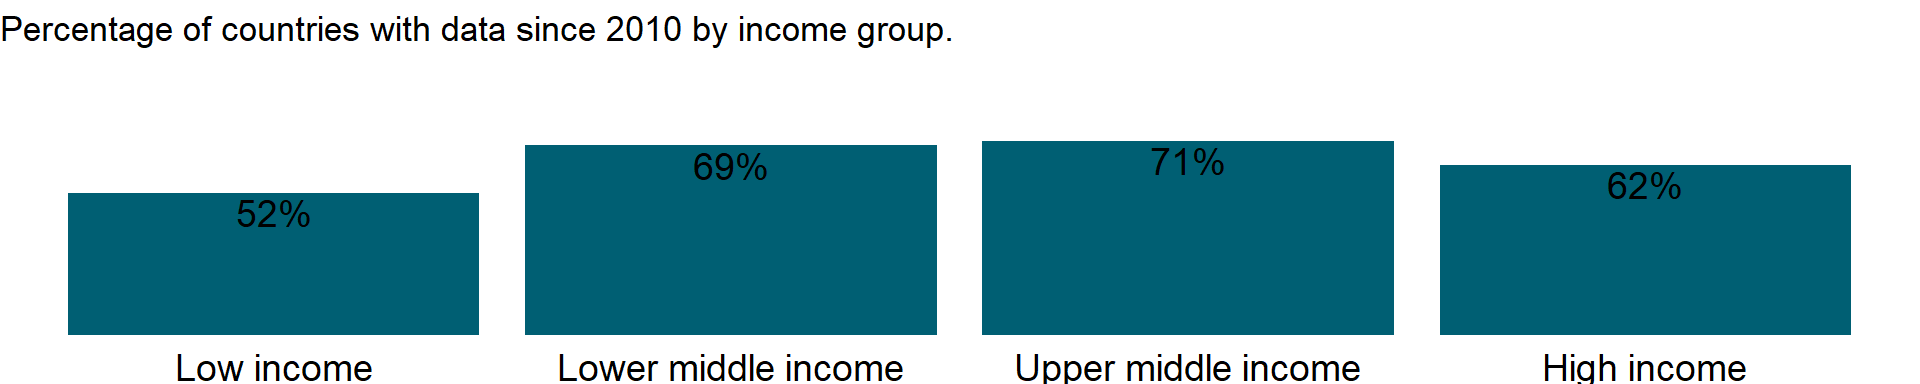 Percentage of countries with data since 2010 by income group.
52% 69% 71% 62%
Low income Lower middle income Upper middle income High income